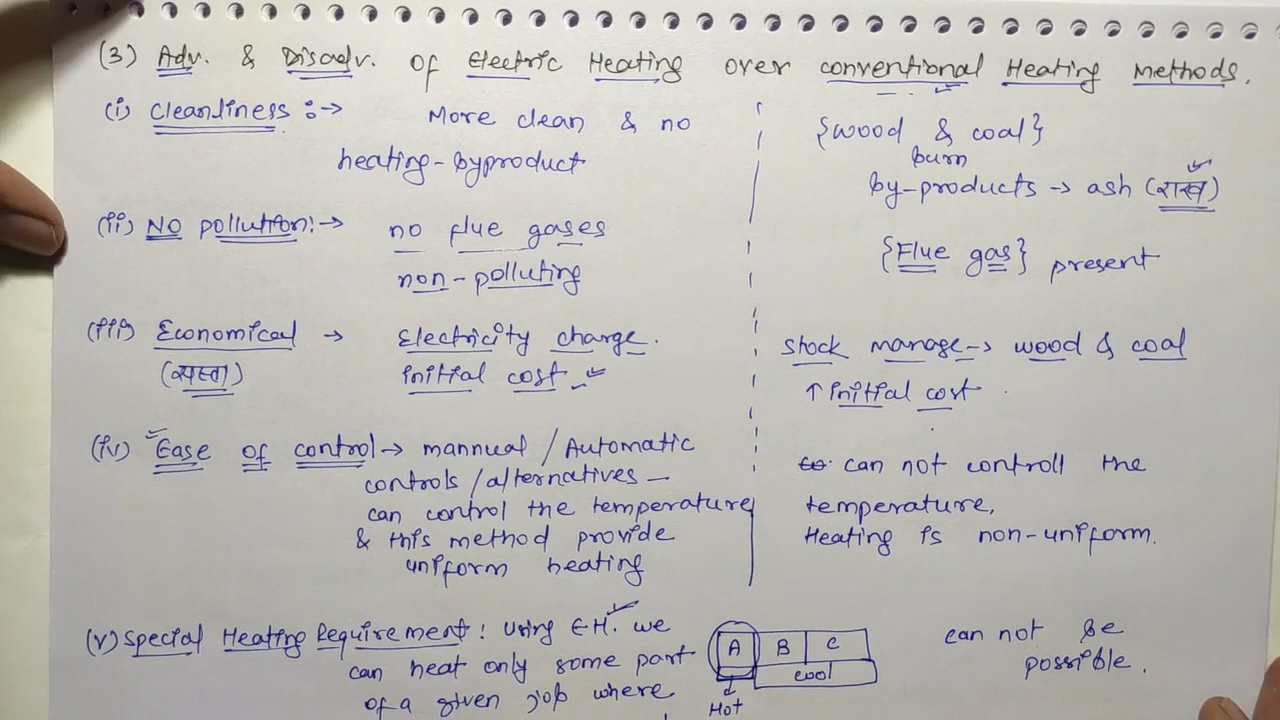 (3) Adv. & Disadv. of Electric Heating over conventional Heating Methods.
(i) Cleanliness :→ More clean & no
heating-byproduct
{wood & coal}
burn
by-products → ash (राख)
(ii) NO pollution:→ no flue gases
non-polluting
{Flue gas} present
(iii) Economical → Electricity charge.
(सस्ता) initial cost
Stock manage→ wood & coal
↑ initial cost
(iv) Ease of control → mannual / Automatic
controls / alternatives –
can control the temperature
& this method provide
uniform heating
can not controll the
temperature,
Heating is non-uniform.
(v) Special Heating Requirement: Using E.H. we
can heat only some part
of a given job where
A B C
cool
Hot
can not be
possible.